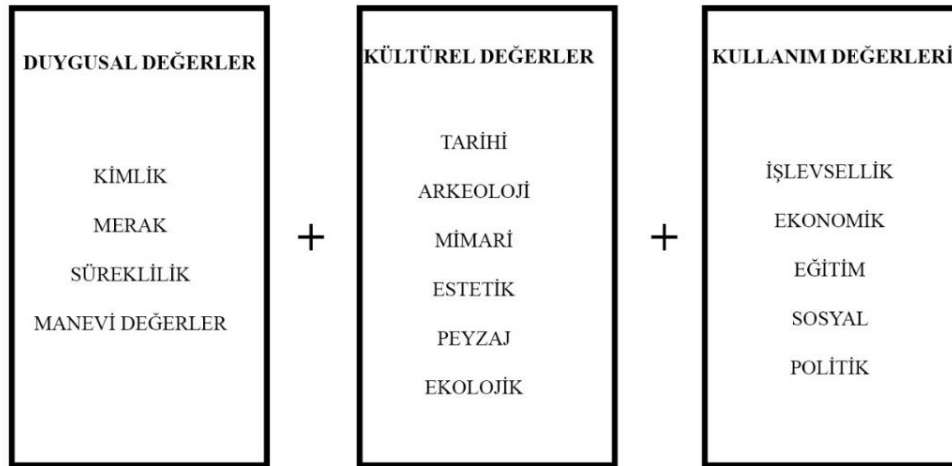 DUYGUSAL DEĞERLER
KİMLİK
MERAK
SÜREKLİLİK
MANEVİ DEĞERLER
+
KÜLTÜREL DEĞERLER
TARİHİ
ARKEOLOJİ
MİMARİ
ESTETİK
PEYZAJ
EKOLOJİK
+
KULLANIM DEĞERLERİ
İŞLEVSELLİK
EKONOMİK
EĞİTİM
SOSYAL
POLİTİK